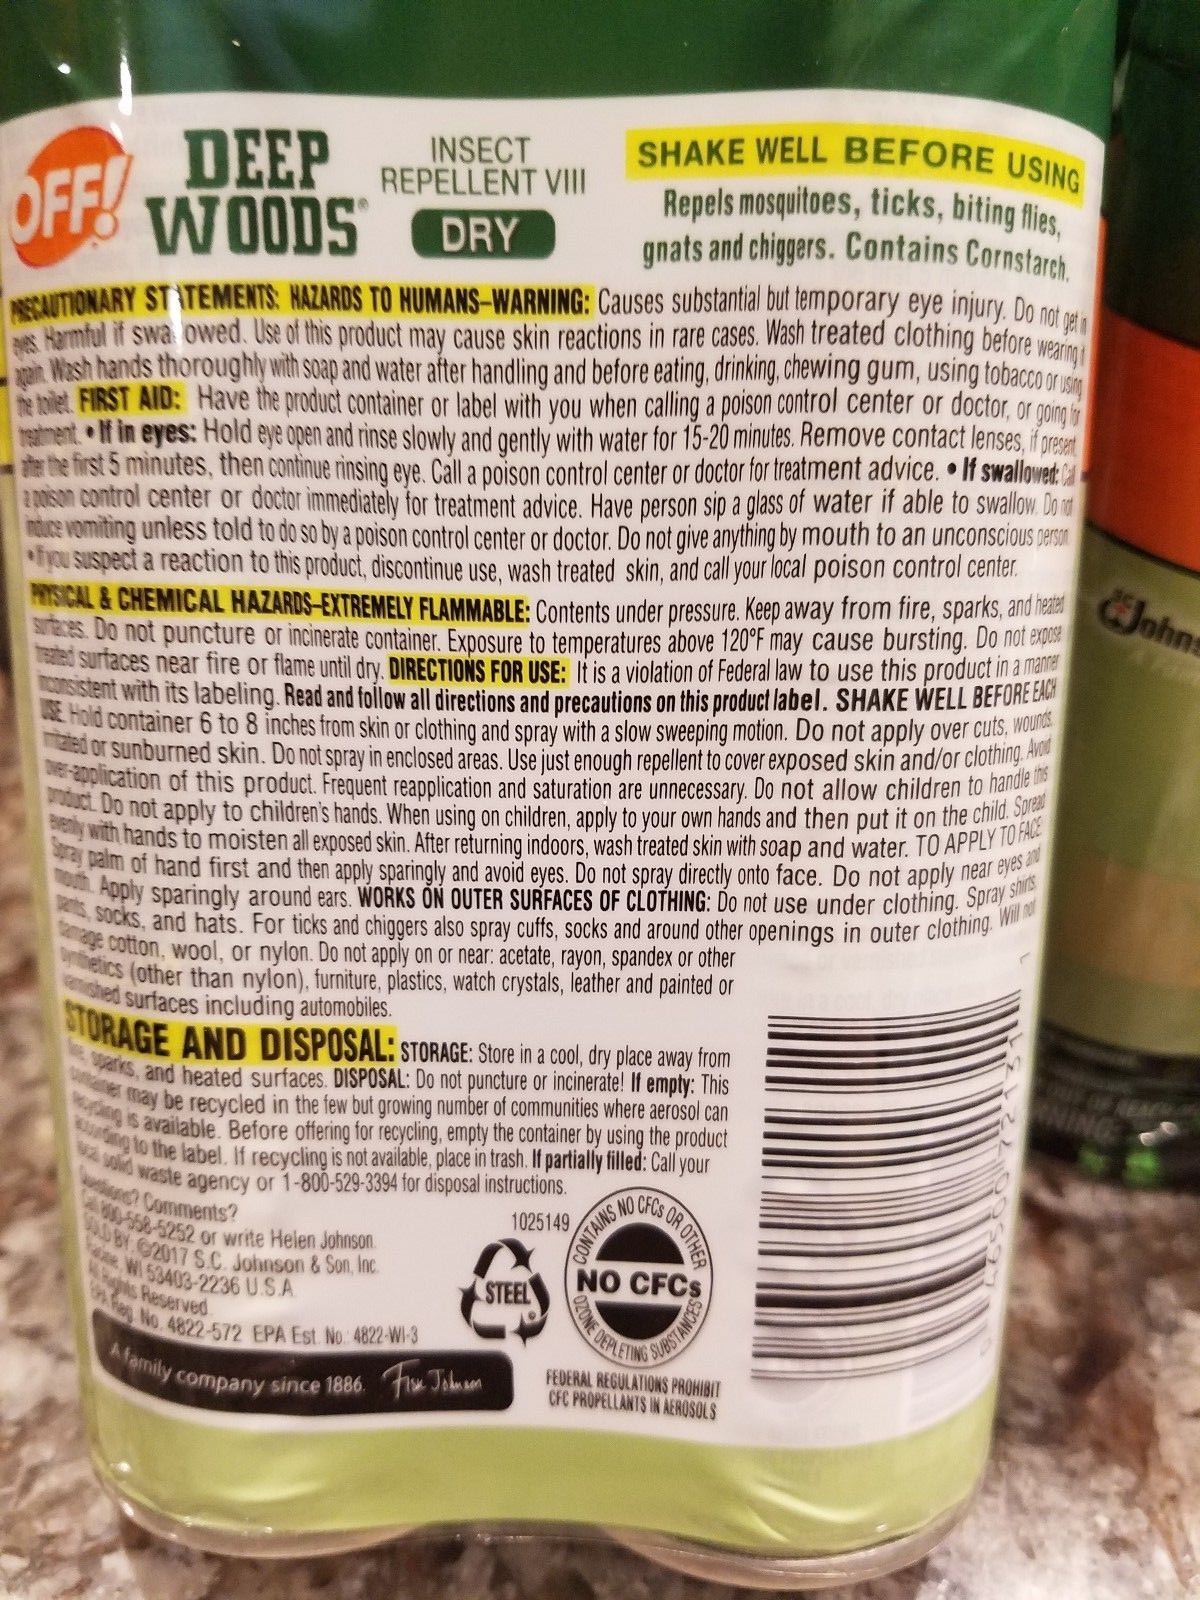 OFF!
DEEP WOODS®
INSECT REPELLENT VIII
DRY
SHAKE WELL BEFORE USING
Repels mosquitoes, ticks, biting flies,
gnats and chiggers. Contains Cornstarch.
PRECAUTIONARY STATEMENTS: HAZARDS TO HUMANS–WARNING: Causes substantial but temporary eye injury. Do not get in
eyes. Harmful if swallowed. Use of this product may cause skin reactions in rare cases. Wash treated clothing before wearing it
again. Wash hands thoroughly with soap and water after handling and before eating, drinking, chewing gum, using tobacco or using
the toilet. FIRST AID: Have the product container or label with you when calling a poison control center or doctor, or going for
treatment. • If in eyes: Hold eye open and rinse slowly and gently with water for 15-20 minutes. Remove contact lenses, if present,
after the first 5 minutes, then continue rinsing eye. Call a poison control center or doctor for treatment advice. • If swallowed: Call
a poison control center or doctor immediately for treatment advice. Have person sip a glass of water if able to swallow. Do not
induce vomiting unless told to do so by a poison control center or doctor. Do not give anything by mouth to an unconscious person.
• If you suspect a reaction to this product, discontinue use, wash treated skin, and call your local poison control center.
PHYSICAL & CHEMICAL HAZARDS–EXTREMELY FLAMMABLE: Contents under pressure. Keep away from fire, sparks, and heated
surfaces. Do not puncture or incinerate container. Exposure to temperatures above 120°F may cause bursting. Do not expose
treated surfaces near fire or flame until dry. DIRECTIONS FOR USE: It is a violation of Federal law to use this product in a manner
inconsistent with its labeling. Read and follow all directions and precautions on this product label. SHAKE WELL BEFORE EACH
USE. Hold container 6 to 8 inches from skin or clothing and spray with a slow sweeping motion. Do not apply over cuts, wounds,
irritated or sunburned skin. Do not spray in enclosed areas. Use just enough repellent to cover exposed skin and/or clothing. Avoid
over-application of this product. Frequent reapplication and saturation are unnecessary. Do not allow children to handle this
product. Do not apply to children's hands. When using on children, apply to your own hands and then put it on the child. Spread
evenly with hands to moisten all exposed skin. After returning indoors, wash treated skin with soap and water. TO APPLY TO FACE:
Spray palm of hand first and then apply sparingly and avoid eyes. Do not spray directly onto face. Do not apply near eyes and
mouth. Apply sparingly around ears. WORKS ON OUTER SURFACES OF CLOTHING: Do not use under clothing. Spray shirts,
pants, socks, and hats. For ticks and chiggers also spray cuffs, socks and around other openings in outer clothing. Will not
damage cotton, wool, or nylon. Do not apply on or near: acetate, rayon, spandex or other
synthetics (other than nylon), furniture, plastics, watch crystals, leather and painted or
varnished surfaces including automobiles.
STORAGE AND DISPOSAL: STORAGE: Store in a cool, dry place away from
fire, sparks, and heated surfaces. DISPOSAL: Do not puncture or incinerate! If empty: This
container may be recycled in the few but growing number of communities where aerosol can
recycling is available. Before offering for recycling, empty the container by using the product
according to the label. If recycling is not available, place in trash. If partially filled: Call your
local solid waste agency or 1-800-529-3394 for disposal instructions.
Questions? Comments?
Call 800-558-5252 or write Helen Johnson.
SOLD BY: ©2017 S.C. Johnson & Son, Inc.
Racine, WI 53403-2236 U.S.A.
All Rights Reserved
EPA Reg. No. 4822-572 EPA Est. No. 4822-WI-3
A family company since 1886. Fisk Johnson
1025149
STEEL
CONTAINS NO CFCs OR OTHER
NO CFCs
OZONE DEPLETING SUBSTANCES
FEDERAL REGULATIONS PROHIBIT
CFC PROPELLANTS IN AEROSOLS
SC Johns